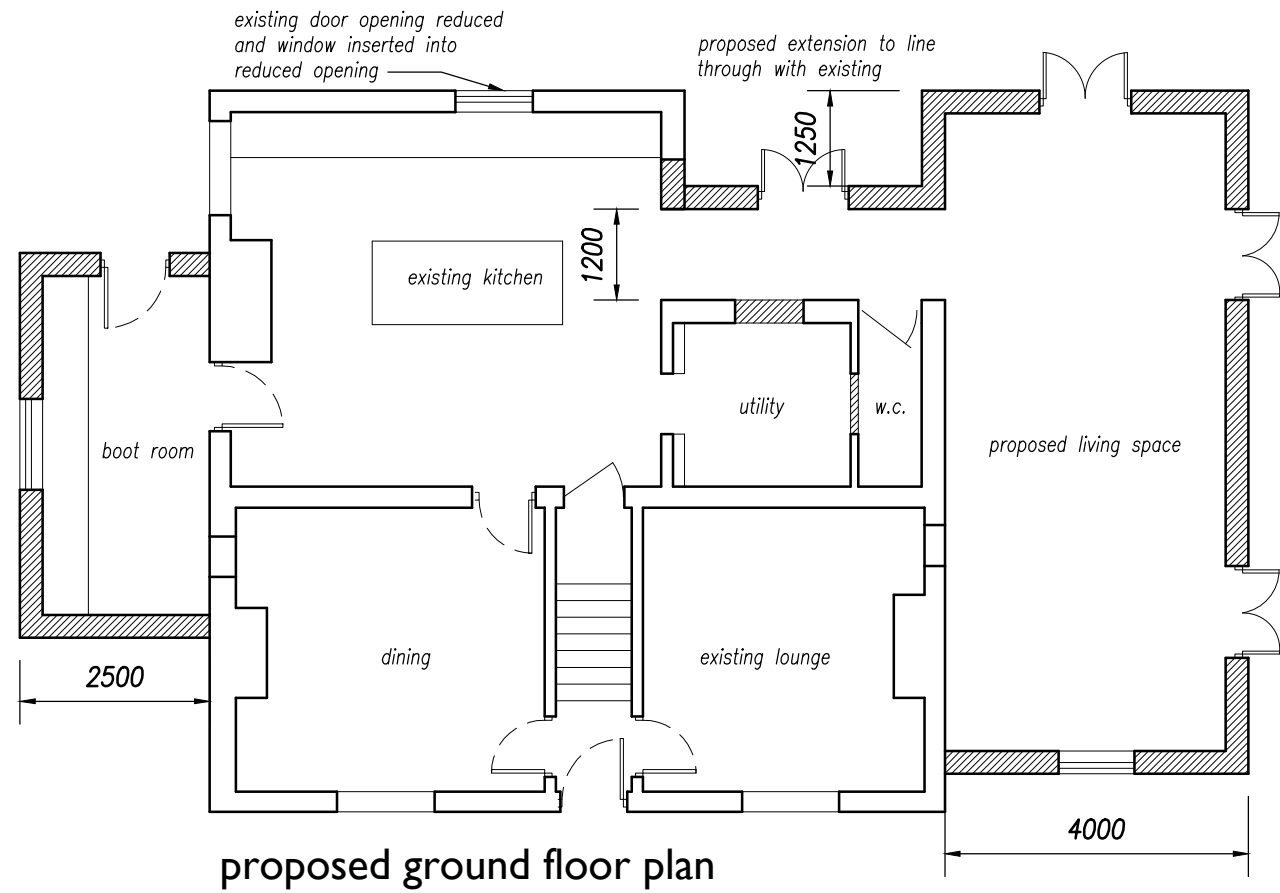 existing door opening reduced
and window inserted into
reduced opening
proposed extension to line
through with existing
1250
1200
existing kitchen
utility
w.c.
boot room
proposed living space
dining
existing lounge
2500
4000
proposed ground floor plan